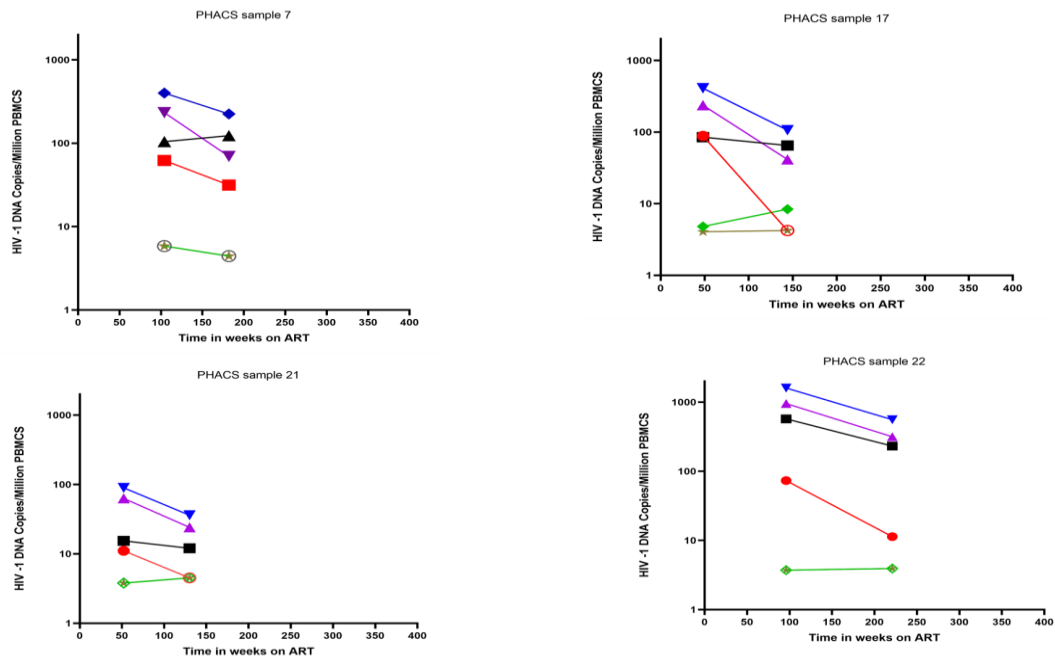 PHACS sample 7
HIV -1 DNA Copies/Million PBMCS
1000
100
10
1
0 50 100 150 200 250 300 350 400
Time in weeks on ART
PHACS sample 17
HIV -1 DNA Copies/Million PBMCS
1000
100
10
1
0 50 100 150 200 250 300 350 400
Time in weeks on ART
PHACS sample 21
HIV -1 DNA Copies/Million PBMCS
1000
100
10
1
0 50 100 150 200 250 300 350 400
Time in weeks on ART
PHACS sample 22
HIV -1 DNA Copies/Million PBMCS
1000
100
10
1
0 50 100 150 200 250 300 350 400
Time in weeks on ART